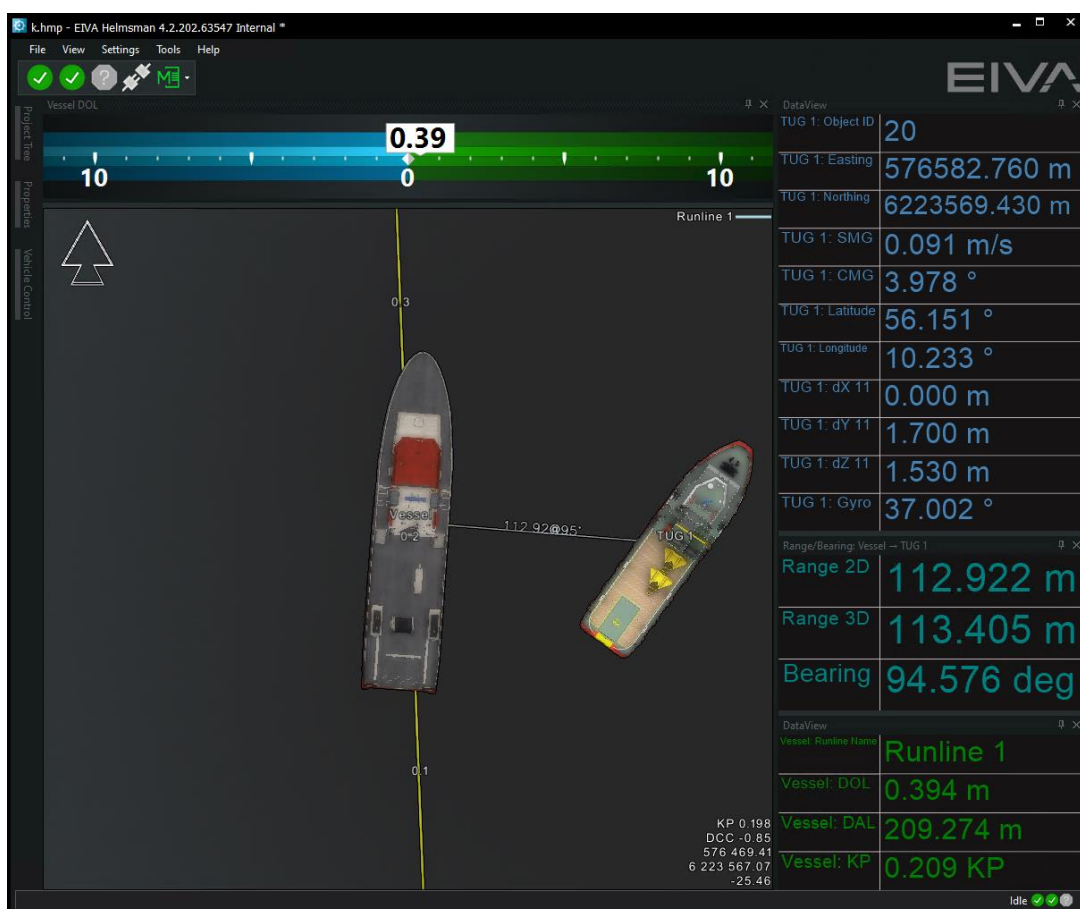 k.hmp - EIVA Helmsman 4.2.202.63547 Internal *
File View Settings Tools Help
EIVA
Project Tree
Properties
Vehicle Control
Vessel DOL
0.39
10 0 10
Runline 1
0.3
Vessel
0.2
112.92@95°
TUG 1
0.1
KP 0.198
DCC -0.85
576 469.41
6 223 567.07
-25.46
DataView
TUG 1: Object ID 20
TUG 1: Easting 576582.760 m
TUG 1: Northing 6223569.430 m
TUG 1: SMG 0.091 m/s
TUG 1: CMG 3.978 °
TUG 1: Latitude 56.151 °
TUG 1: Longitude 10.233 °
TUG 1: dX 11 0.000 m
TUG 1: dY 11 1.700 m
TUG 1: dZ 11 1.530 m
TUG 1: Gyro 37.002 °
Range/Bearing: Vessel → TUG 1
Range 2D 112.922 m
Range 3D 113.405 m
Bearing 94.576 deg
DataView
Vessel: Runline Name Runline 1
Vessel: DOL 0.394 m
Vessel: DAL 209.274 m
Vessel: KP 0.209 KP
Idle